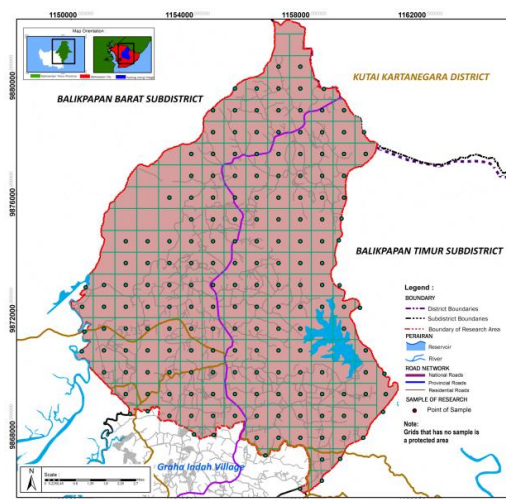 1150000
1154000
1158000
1162000
Map Orientation :
KUTAI KARTANEGARA DISTRICT
BALIKPAPAN BARAT SUBDISTRICT
BALIKPAPAN TIMUR SUBDISTRICT
9880000
9876000
9872000
9868000
Legend :
BOUNDARY
District Boundaries
Subdistrict Boundaries
Boundary of Research Area
PERAIRAN
Reservoir
River
ROAD NETWORK
National Roads
Provincial Roads
Residential Roads
SAMPLE OF RESEARCH
Point of Sample
Note:
Grids that has no sample is
a protected area
Graha Indah Village
N
Scale :